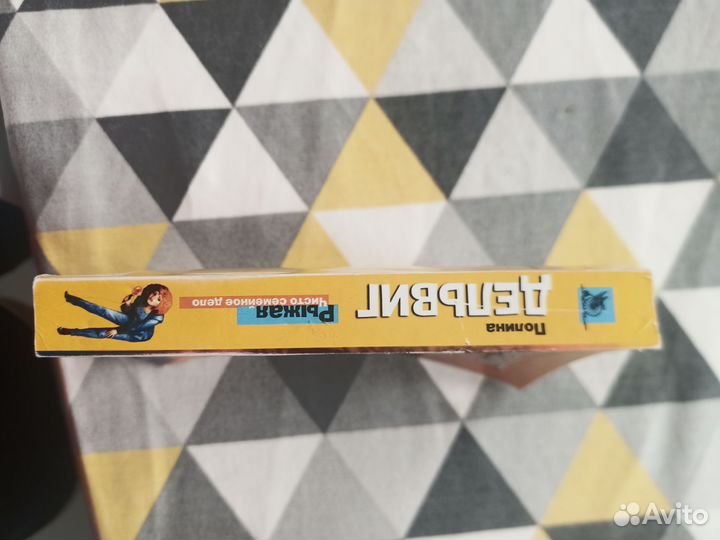 Полина
ДЕЛЬВИГ
Рыжая
Чисто семейное дело
Avito